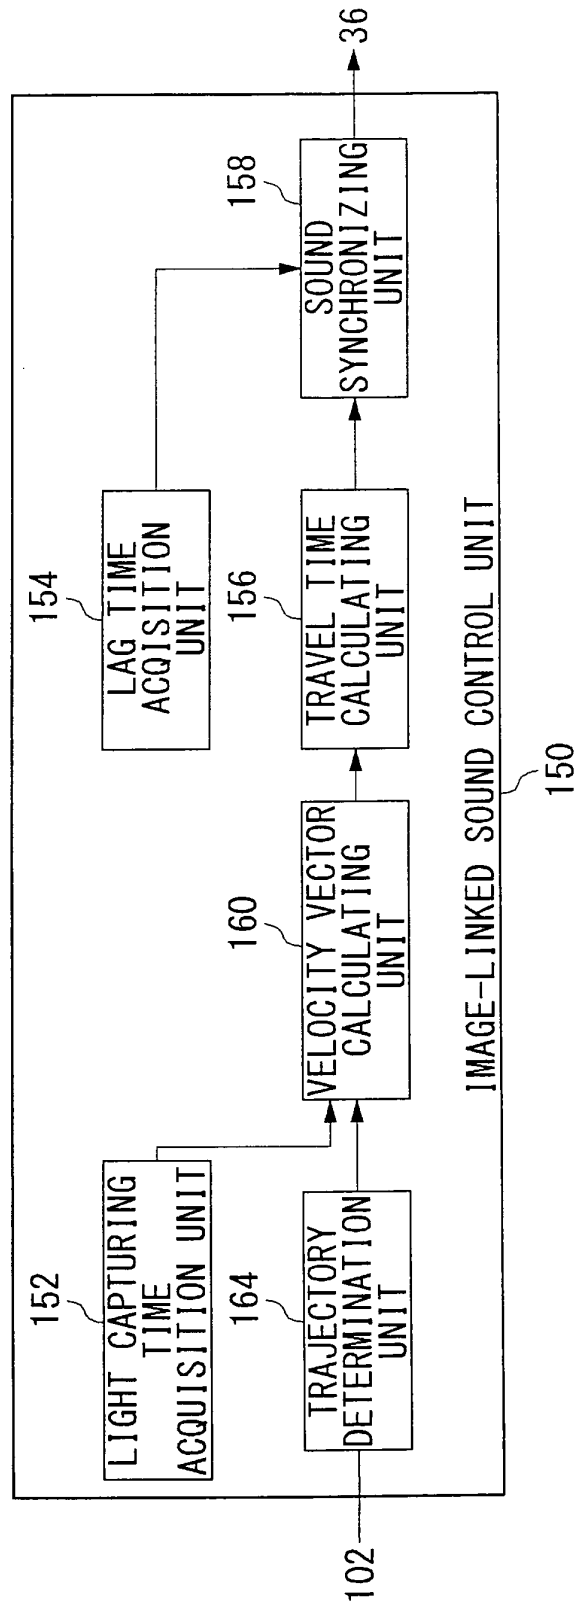 152
LIGHT CAPTURING
TIME
ACQUISITION UNIT
154
LAG TIME
ACQISITION
UNIT
102
164
TRAJECTORY
DETERMINATION
UNIT
160
VELOCITY VECTOR
CALCULATING
UNIT
156
TRAVEL TIME
CALCULATING
UNIT
158
SOUND
SYNCHRONIZING
UNIT
36
IMAGE-LINKED SOUND CONTROL UNIT
150